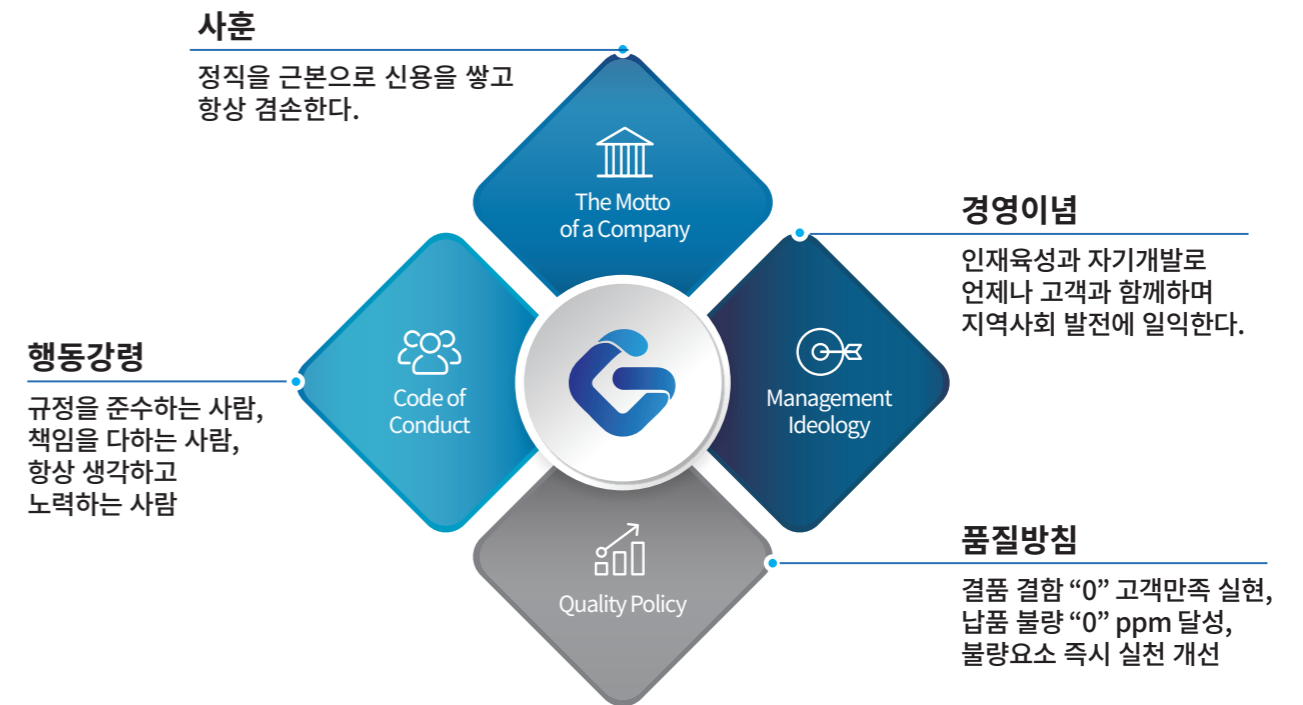 사훈
정직을 근본으로 신용을 쌓고
항상 겸손한다.
The Motto
of a Company
경영이념
인재육성과 자기개발로
언제나 고객과 함께하며
지역사회 발전에 일익한다.
Management
Ideology
행동강령
규정을 준수하는 사람,
책임을 다하는 사람,
항상 생각하고
노력하는 사람
Code of
Conduct
품질방침
결품 결함 “0” 고객만족 실현,
납품 불량 “0” ppm 달성,
불량요소 즉시 실천 개선
Quality Policy